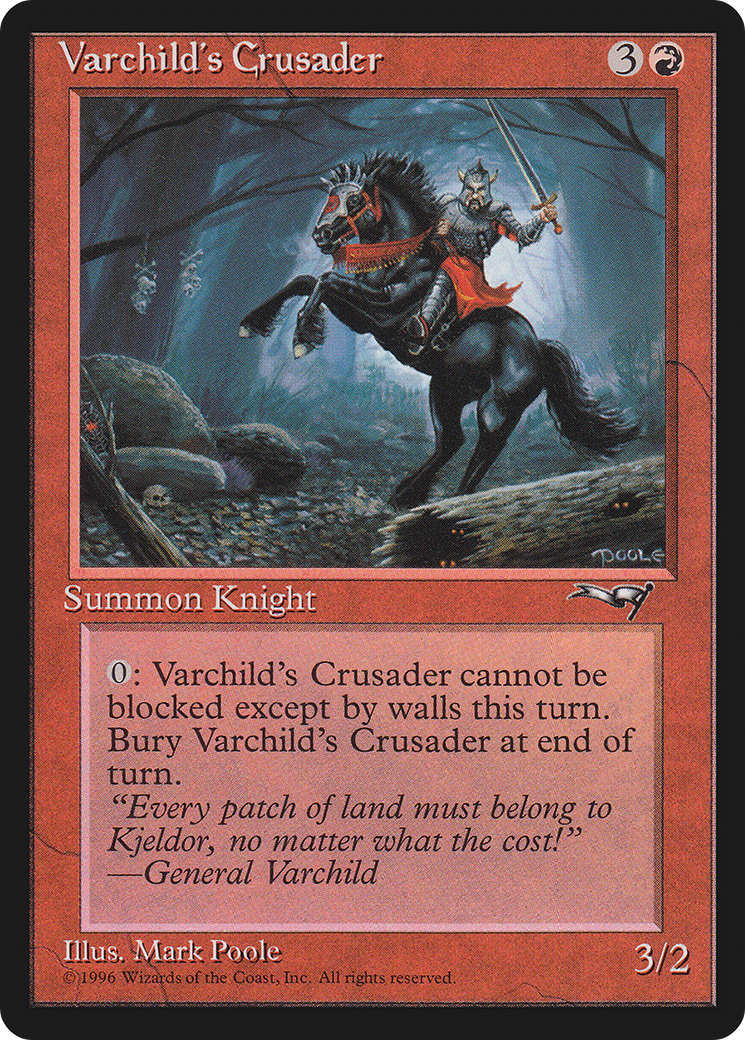 Varchild's Crusader 3
POOLE
Summon Knight
0: Varchild's Crusader cannot be
blocked except by walls this turn.
Bury Varchild's Crusader at end of
turn.
"Every patch of land must belong to
Kjeldor, no matter what the cost!"
—General Varchild
Illus. Mark Poole
3/2
©1996 Wizards of the Coast, Inc. All rights reserved.